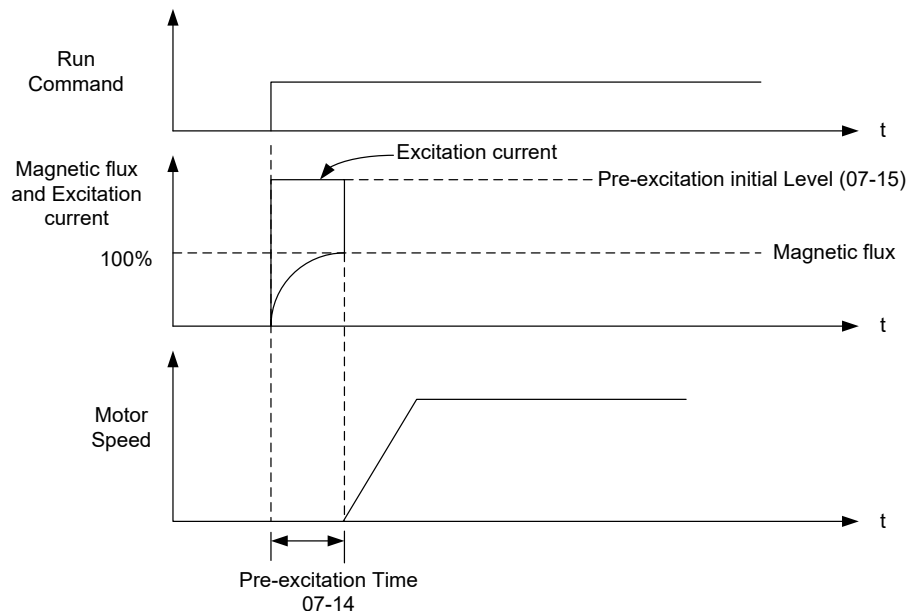 Run
Command
t
Excitation current
Magnetic flux
and Excitation
current
Pre-excitation initial Level (07-15)
100%
Magnetic flux
t
Motor
Speed
t
Pre-excitation Time
07-14